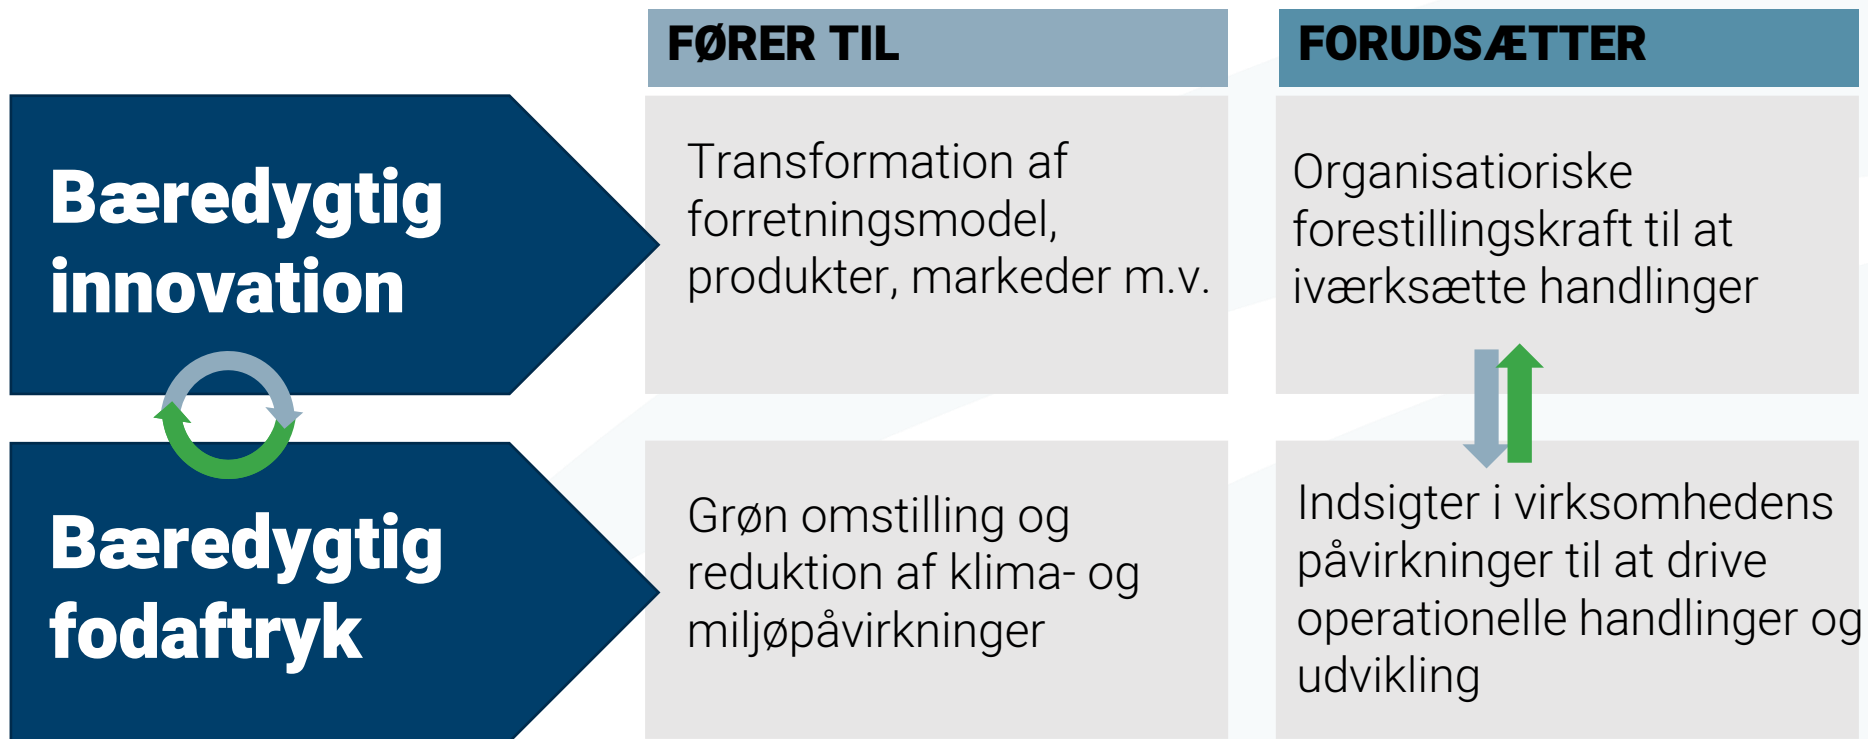 FØRER TIL
FORUDSÆTTER
Bæredygtig
innovation
Transformation af
forretningsmodel,
produkter, markeder m.v.
Organisatioriske
forestillingskraft til at
iværksætte handlinger
Bæredygtig
fodaftryk
Grøn omstilling og
reduktion af klima- og
miljøpåvirkninger
Indsigter i virksomhedens
påvirkninger til at drive
operationelle handlinger og
udvikling